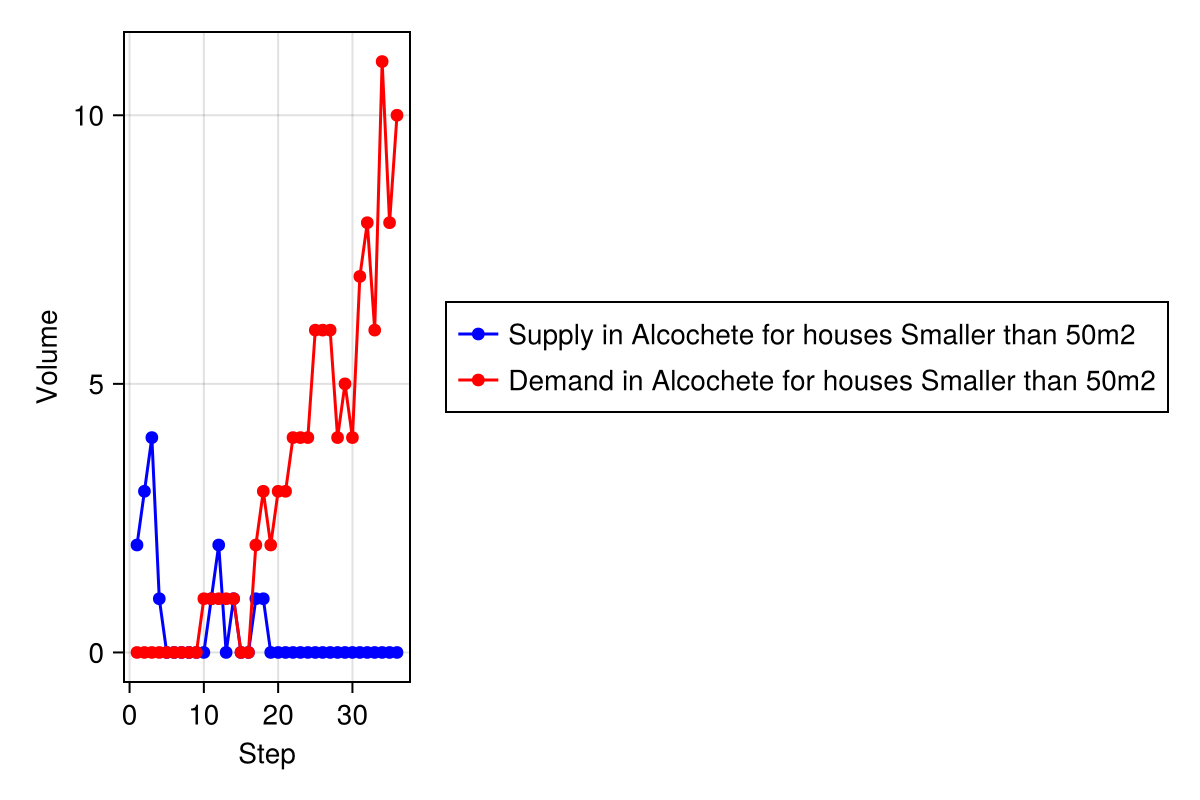 10
5
0
Volume
0 10 20 30
Step
Supply in Alcochete for houses Smaller than 50m2
Demand in Alcochete for houses Smaller than 50m2